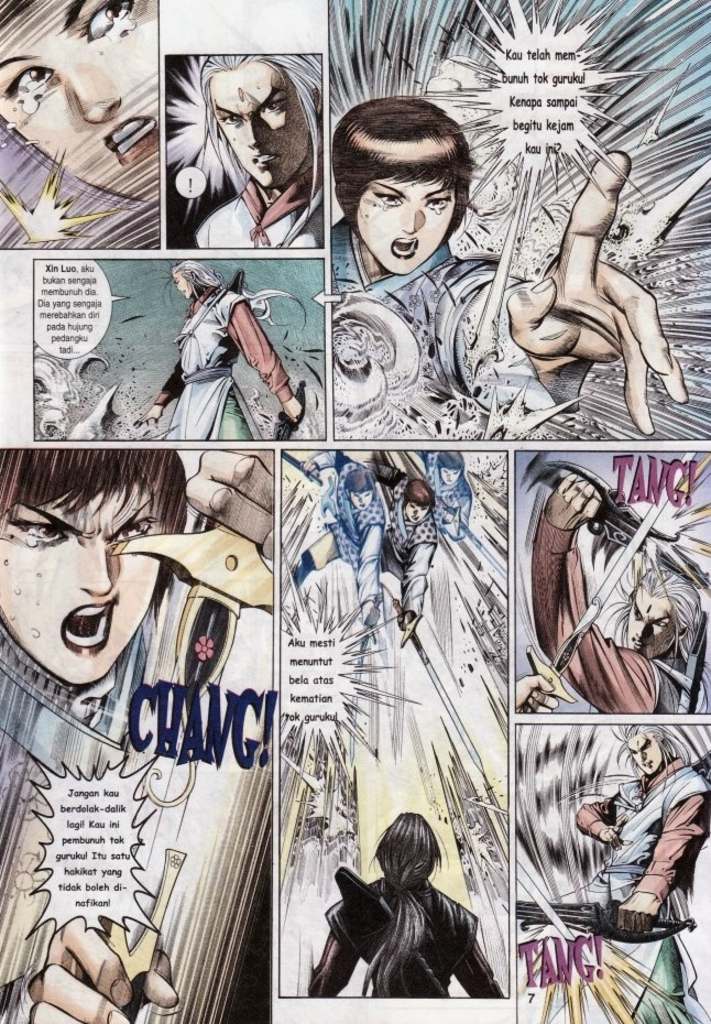 Kau telah mem-
bunuh tok guruku!
Kenapa sampai
begitu kejam
kau ini?
!
Xin Luo, aku
bukan sengaja
membunuh dia.
Dia yang sengaja
merebahkan diri
pada hujung
pedangku
tadi...
CHANG!
Jangan kau
berdolak-dalik
lagi! Kau ini
pembunuh tok
guruku! Itu satu
hakikat yang
tidak boleh di-
nafikan!
Aku mesti
menuntut
bela atas
kematian
tok guruku!
TANG!
TANG!
7